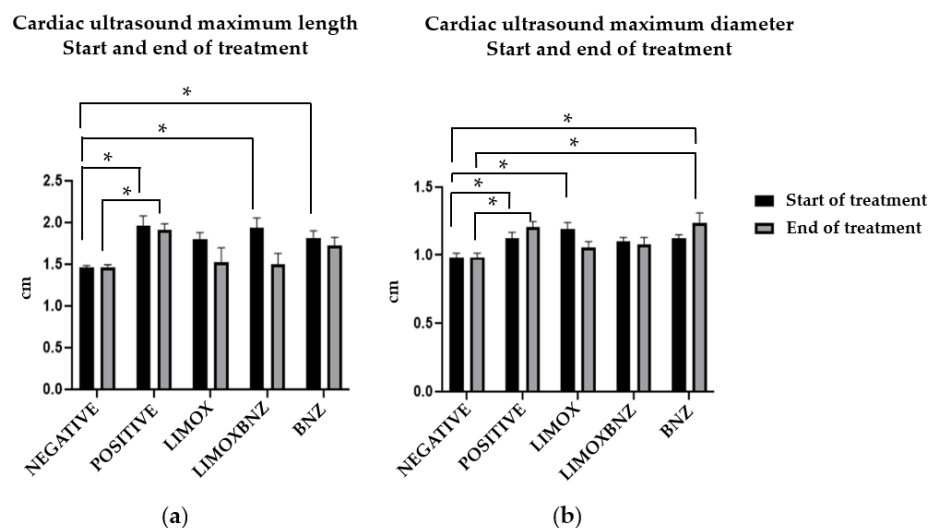 Cardiac ultrasound maximum length
Start and end of treatment
*
*
*
*
2.5
2.0
1.5
1.0
0.5
0.0
cm
NEGATIVE
POSITIVE
LIMOX
LIMOXBNZ
BNZ
(a)
Cardiac ultrasound maximum diameter
Start and end of treatment
*
*
*
*
*
1.5
1.0
0.5
0.0
cm
NEGATIVE
POSITIVE
LIMOX
LIMOXBNZ
BNZ
(b)
Start of treatment
End of treatment